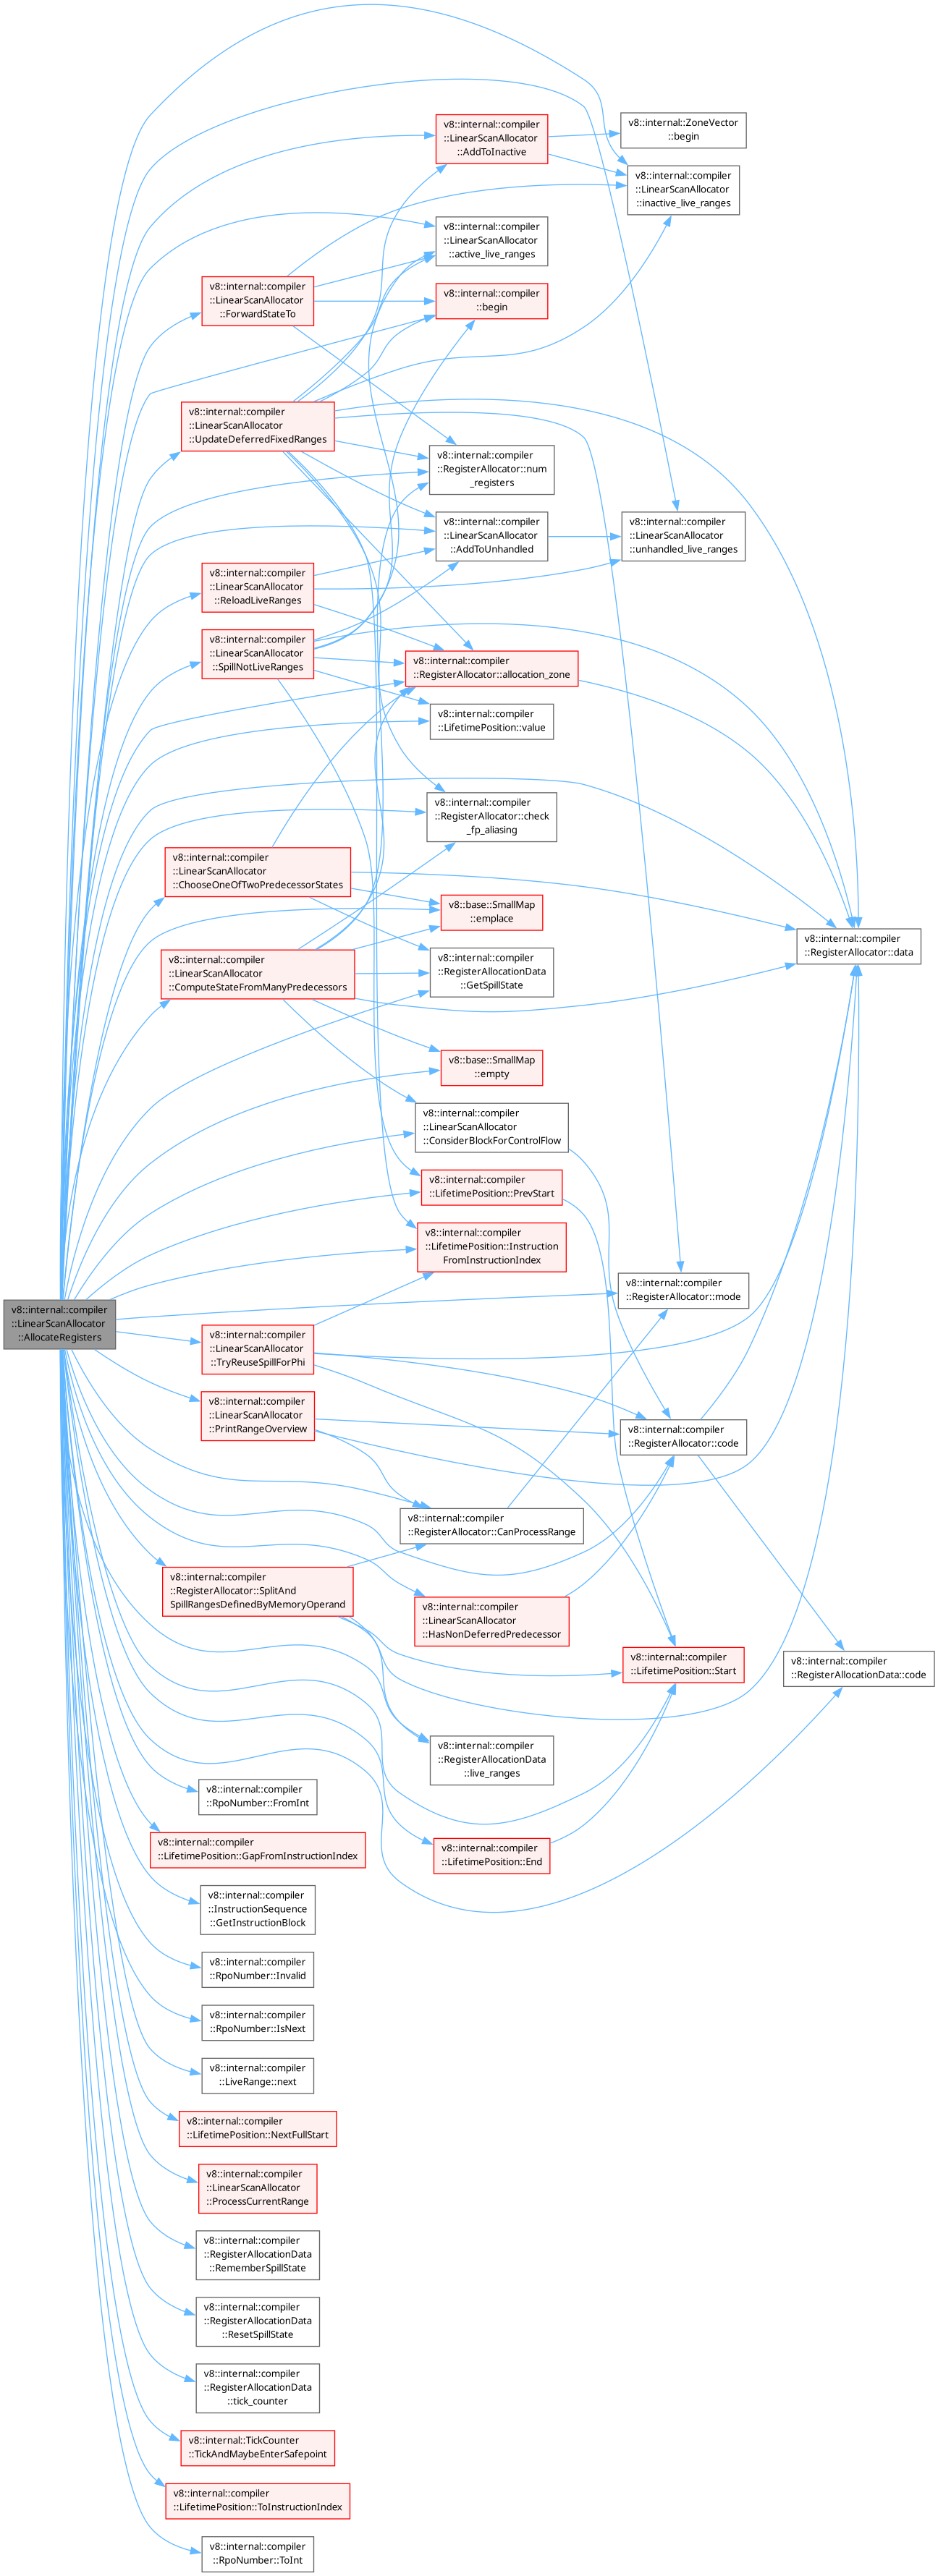 v8::internal::compiler
::LinearScanAllocator
::AddToInactive
v8::internal::ZoneVector
::begin
v8::internal::compiler
::LinearScanAllocator
::inactive_live_ranges
v8::internal::compiler
::LinearScanAllocator
::active_live_ranges
v8::internal::compiler
::LinearScanAllocator
::ForwardStateTo
v8::internal::compiler
::begin
v8::internal::compiler
::LinearScanAllocator
::UpdateDeferredFixedRanges
v8::internal::compiler
::RegisterAllocator::num
_registers
v8::internal::compiler
::LinearScanAllocator
::AddToUnhandled
v8::internal::compiler
::LinearScanAllocator
::unhandled_live_ranges
v8::internal::compiler
::LinearScanAllocator
::ReloadLiveRanges
v8::internal::compiler
::LinearScanAllocator
::SpillNotLiveRanges
v8::internal::compiler
::RegisterAllocator::allocation_zone
v8::internal::compiler
::LifetimePosition::value
v8::internal::compiler
::RegisterAllocator::check
_fp_aliasing
v8::internal::compiler
::LinearScanAllocator
::ChooseOneOfTwoPredecessorStates
v8::base::SmallMap
::emplace
v8::internal::compiler
::RegisterAllocator::data
v8::internal::compiler
::LinearScanAllocator
::ComputeStateFromManyPredecessors
v8::internal::compiler
::RegisterAllocationData
::GetSpillState
v8::base::SmallMap
::empty
v8::internal::compiler
::LinearScanAllocator
::ConsiderBlockForControlFlow
v8::internal::compiler
::LifetimePosition::PrevStart
v8::internal::compiler
::LifetimePosition::Instruction
FromInstructionIndex
v8::internal::compiler
::RegisterAllocator::mode
v8::internal::compiler
::LinearScanAllocator
::AllocateRegisters
v8::internal::compiler
::LinearScanAllocator
::TryReuseSpillForPhi
v8::internal::compiler
::LinearScanAllocator
::PrintRangeOverview
v8::internal::compiler
::RegisterAllocator::code
v8::internal::compiler
::RegisterAllocator::CanProcessRange
v8::internal::compiler
::RegisterAllocator::SplitAnd
SpillRangesDefinedByMemoryOperand
v8::internal::compiler
::LinearScanAllocator
::HasNonDeferredPredecessor
v8::internal::compiler
::LifetimePosition::Start
v8::internal::compiler
::RegisterAllocationData::code
v8::internal::compiler
::RegisterAllocationData
::live_ranges
v8::internal::compiler
::RpoNumber::FromInt
v8::internal::compiler
::LifetimePosition::GapFromInstructionIndex
v8::internal::compiler
::LifetimePosition::End
v8::internal::compiler
::InstructionSequence
::GetInstructionBlock
v8::internal::compiler
::RpoNumber::Invalid
v8::internal::compiler
::RpoNumber::IsNext
v8::internal::compiler
::LiveRange::next
v8::internal::compiler
::LifetimePosition::NextFullStart
v8::internal::compiler
::LinearScanAllocator
::ProcessCurrentRange
v8::internal::compiler
::RegisterAllocationData
::RememberSpillState
v8::internal::compiler
::RegisterAllocationData
::ResetSpillState
v8::internal::compiler
::RegisterAllocationData
::tick_counter
v8::internal::TickCounter
::TickAndMaybeEnterSafepoint
v8::internal::compiler
::LifetimePosition::ToInstructionIndex
v8::internal::compiler
::RpoNumber::ToInt